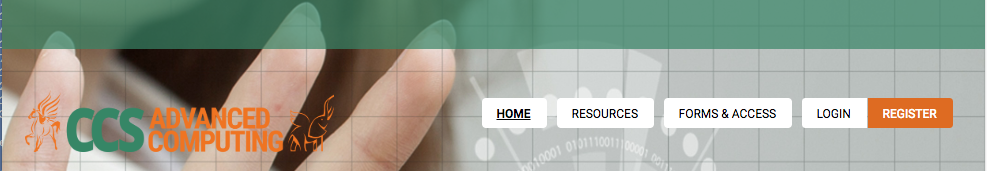 CCS ADVANCED
COMPUTING
HOME RESOURCES FORMS & ACCESS LOGIN REGISTER